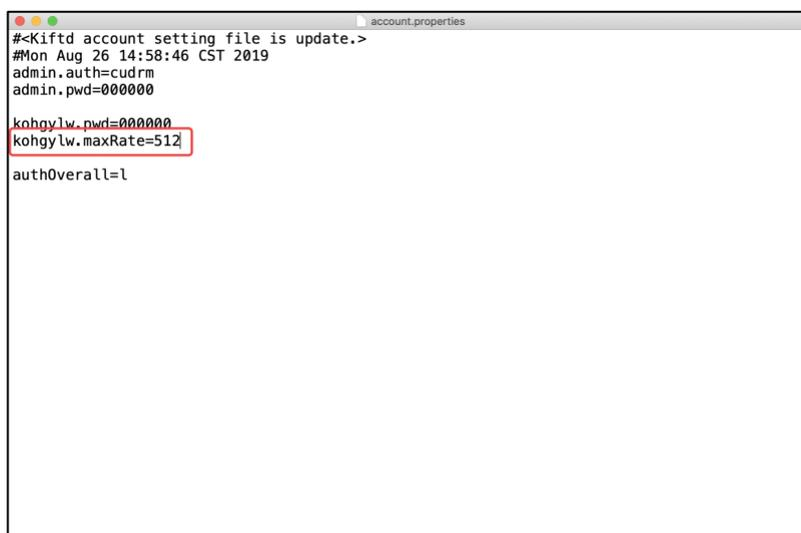 account.properties
#<Kiftd account setting file is update.>
#Mon Aug 26 14:58:46 CST 2019
admin.auth=cudrm
admin.pwd=000000
kohgylw.pwd=000000
kohgylw.maxRate=512
authOverall=l